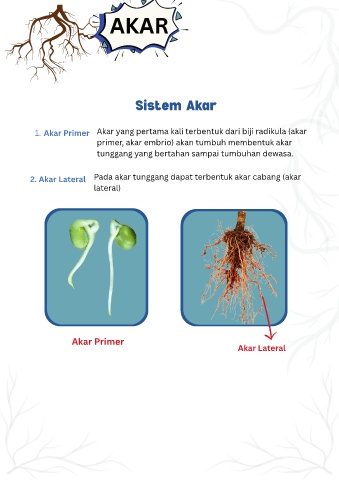 AKAR
Sistem Akar
1. Akar Primer
Akar yang pertama kali terbentuk dari biji radikula (akar
primer, akar embrio) akan tumbuh membentuk akar
tunggang yang bertahan sampai tumbuhan dewasa.
2. Akar Lateral
Pada akar tunggang dapat terbentuk akar cabang (akar
lateral)
Akar Primer
Akar Lateral